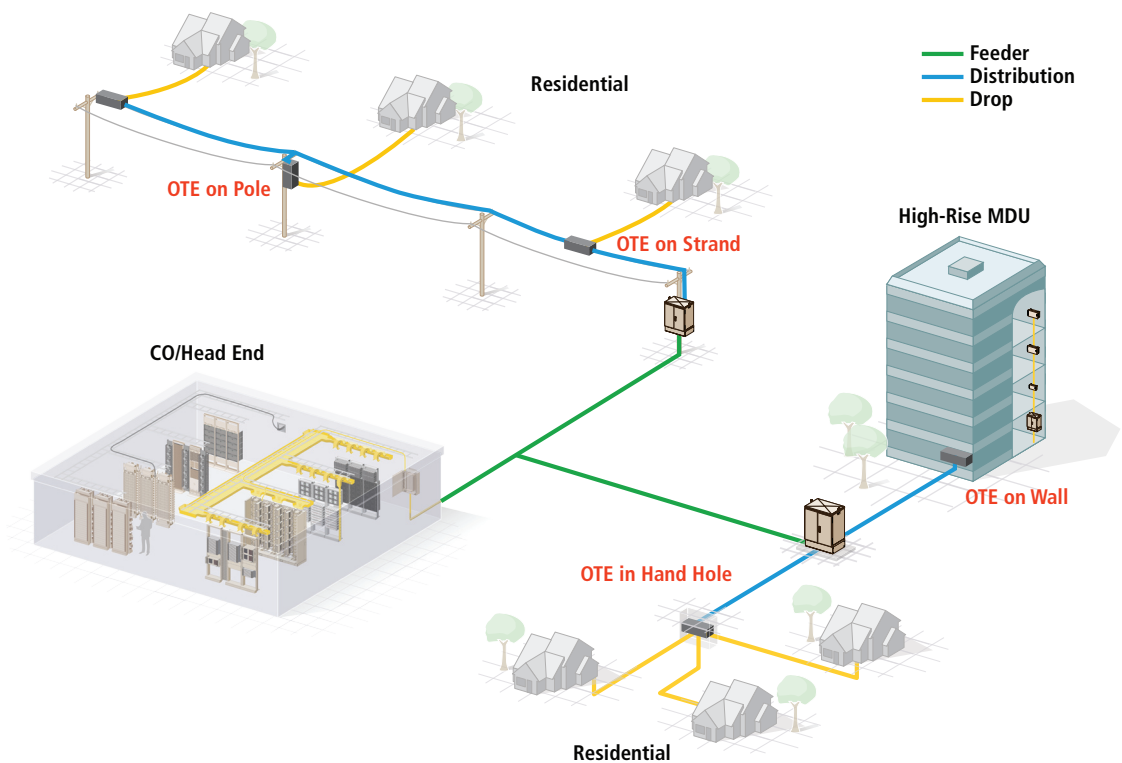 Feeder
Distribution
Drop
Residential
OTE on Pole
OTE on Strand
High-Rise MDU
CO/Head End
OTE on Wall
OTE in Hand Hole
Residential